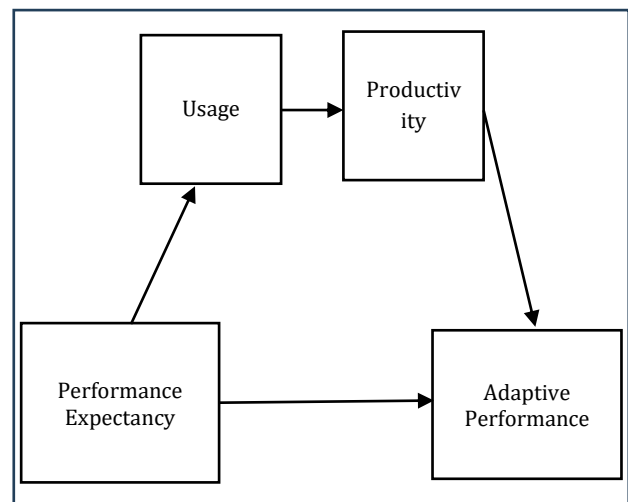 Usage
Productiv
ity
Performance
Expectancy
Adaptive
Performance